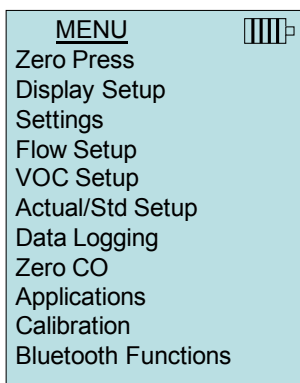 MENU
Zero Press
Display Setup
Settings
Flow Setup
VOC Setup
Actual/Std Setup
Data Logging
Zero CO
Applications
Calibration
Bluetooth Functions